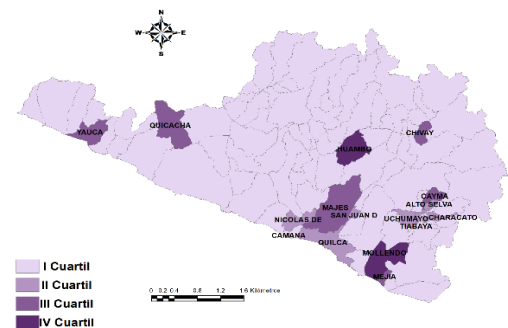 N
W E
S
YAUCA
QUICACHA
CHIVAY
HUAMBO
CAYMA
ALTO SELVA
MAJES
SAN JUAN D
NICOLAS DE
UCHUMAYO CHARACATO
TIABAYA
CAMANA
QUILCA
MOLLENDO
MEJIA
I Cuartil
II Cuartil
III Cuartil
IV Cuartil
0 0.2 0.4 0.8 1.2 1.6 Kilómetros